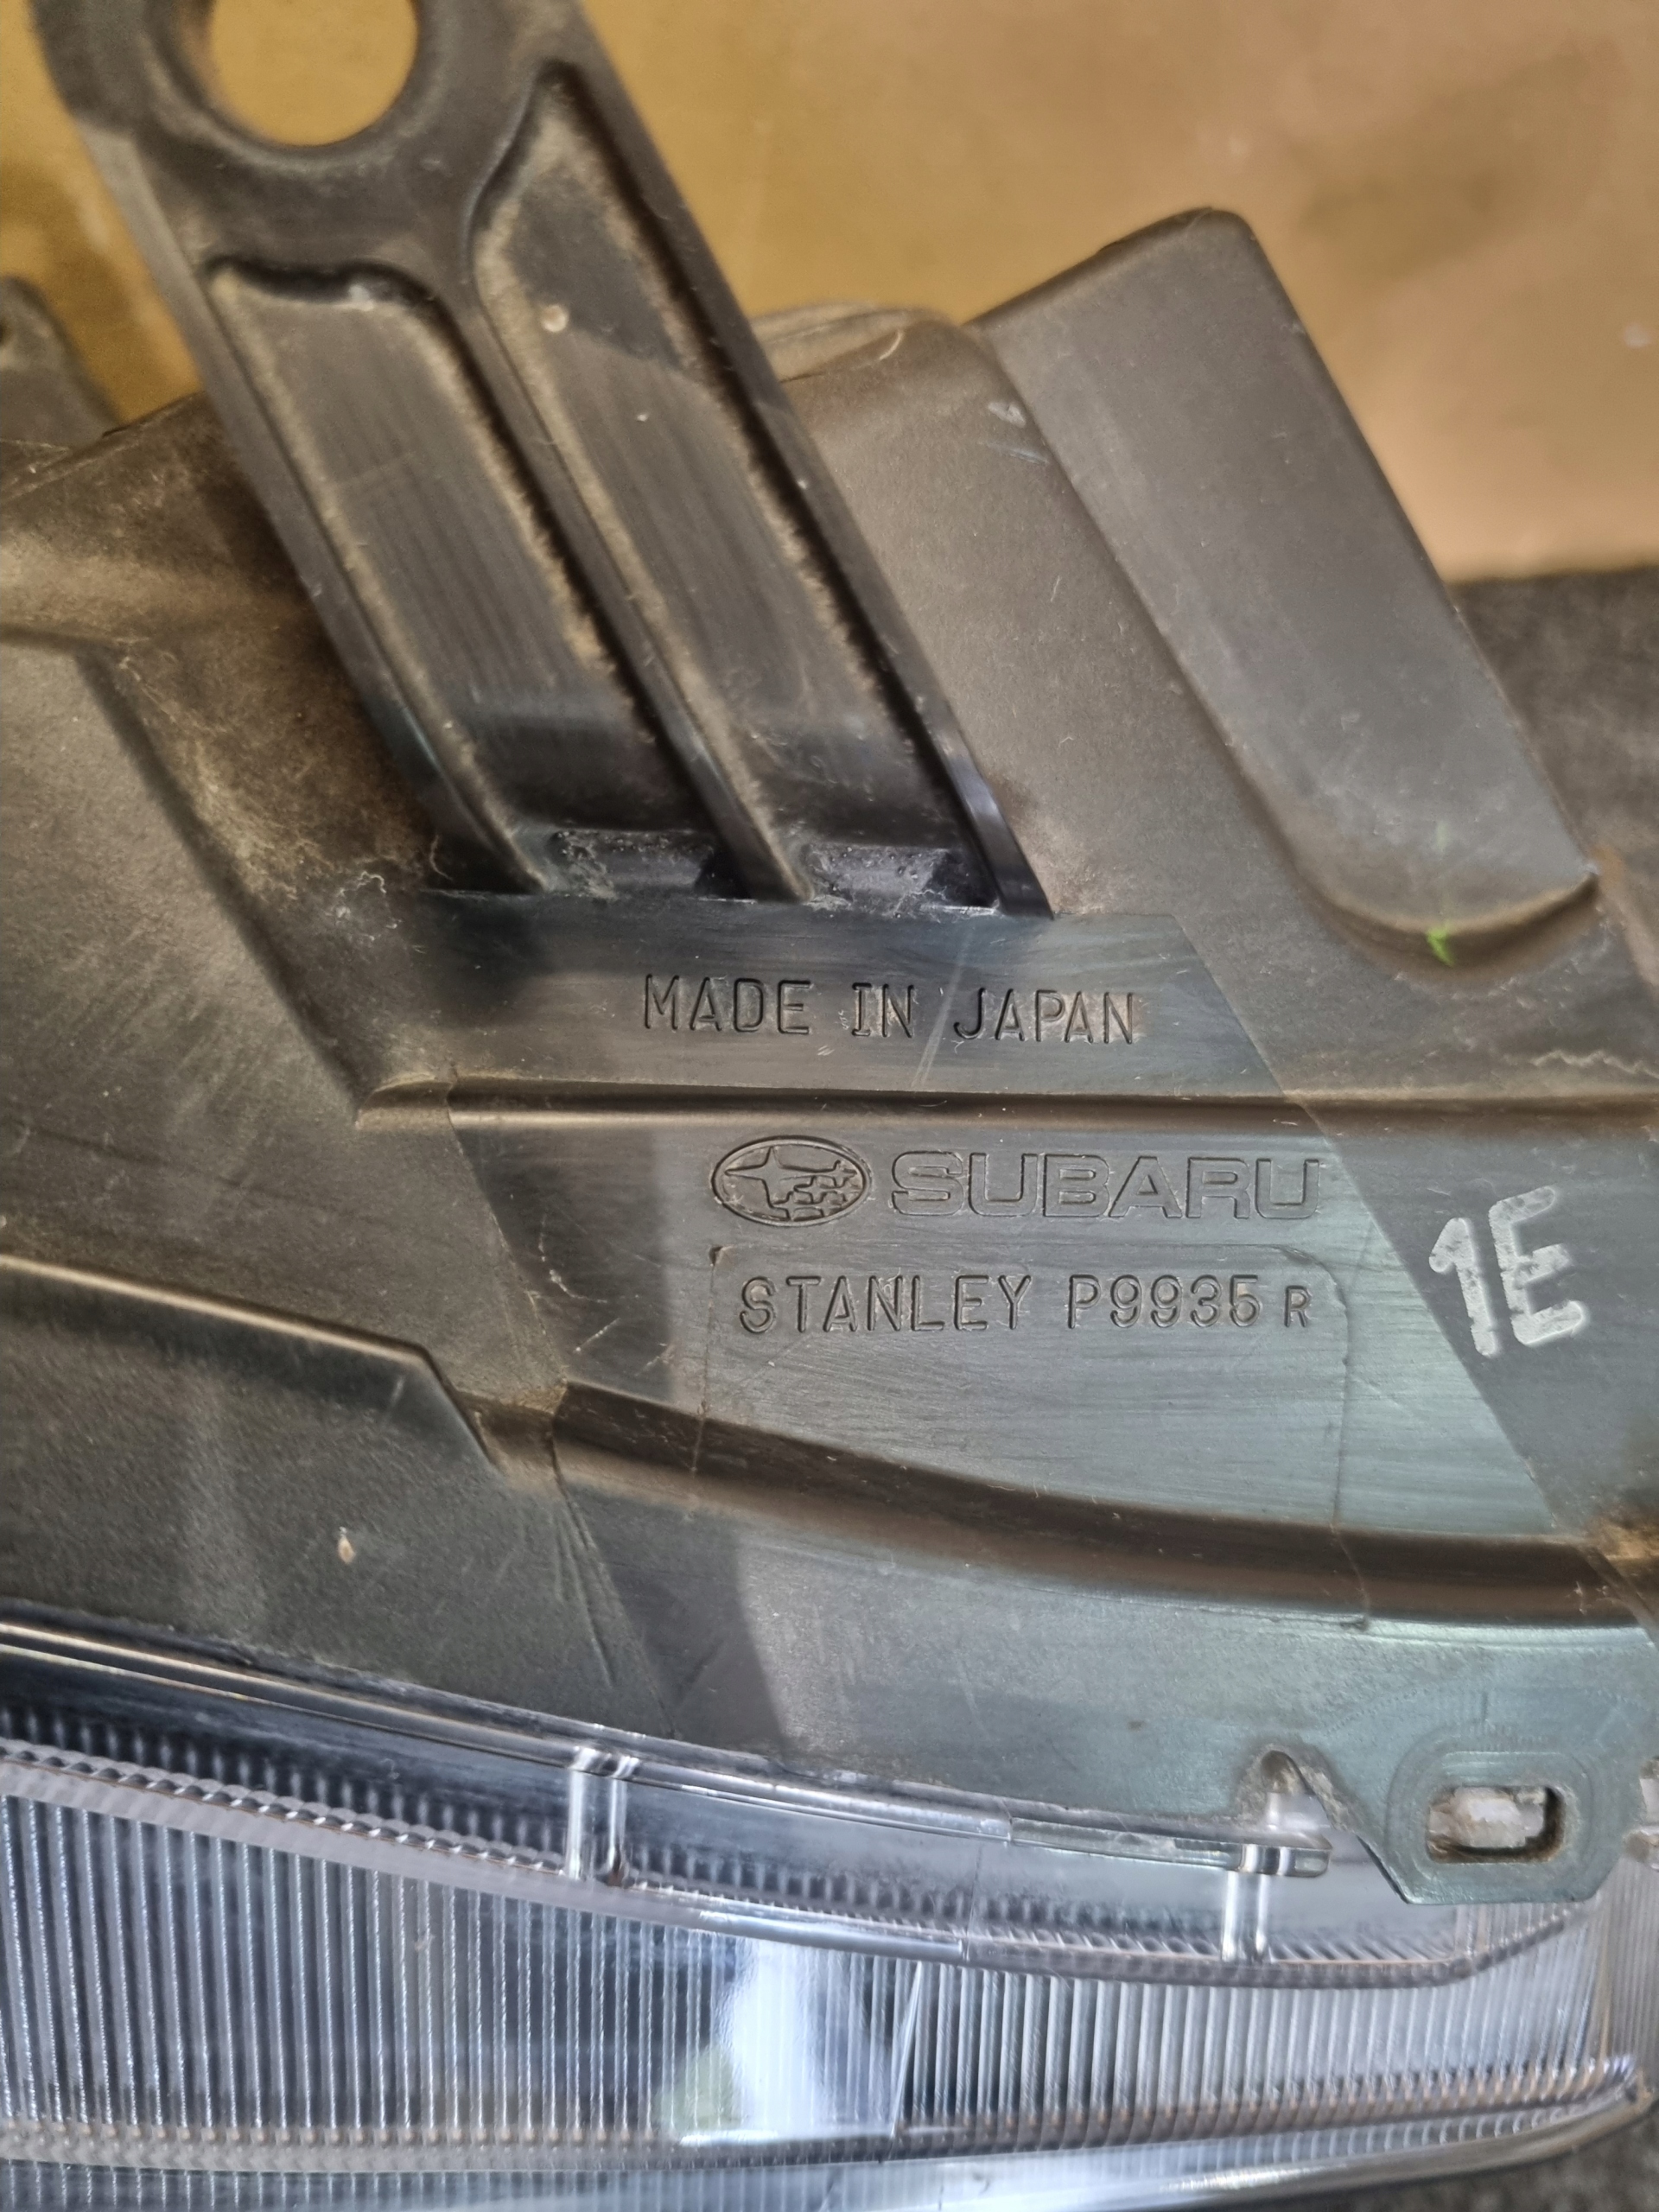 MADE IN JAPAN
SUBARU
STANLEY P9935 R
1E